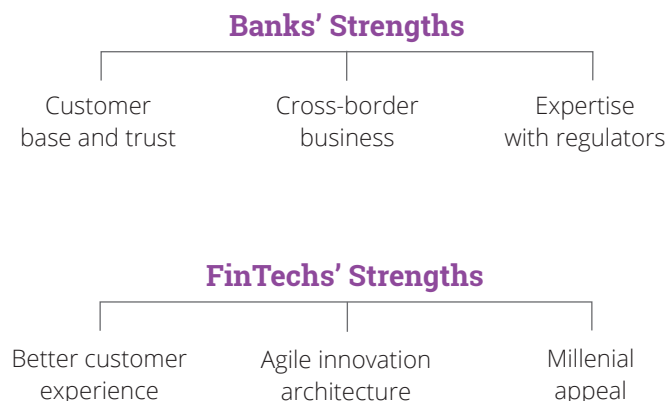 Banks’ Strengths
Customer
base and trust
Cross-border
business
Expertise
with regulators
FinTechs’ Strengths
Better customer
experience
Agile innovation
architecture
Millenial
appeal